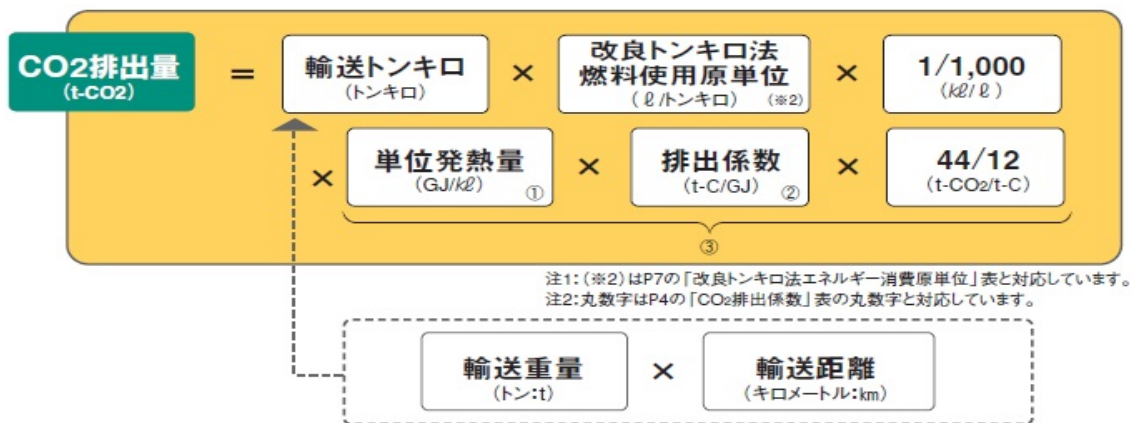 CO2排出量
(t-CO2)
=
輸送トンキロ
(トンキロ)
×
改良トンキロ法
燃料使用原単位
(ℓ/トンキロ) (※2)
×
1/1,000
(kℓ/ℓ)
×
単位発熱量
(GJ/kℓ) ①
×
排出係数
(t-C/GJ) ②
×
44/12
(t-CO2/t-C)
③
注1:(※2)はP7の「改良トンキロ法エネルギー消費原単位」表と対応しています。
注2:丸数字はP4の「CO2排出係数」表の丸数字と対応しています。
輸送重量
(トン:t)
×
輸送距離
(キロメートル:km)